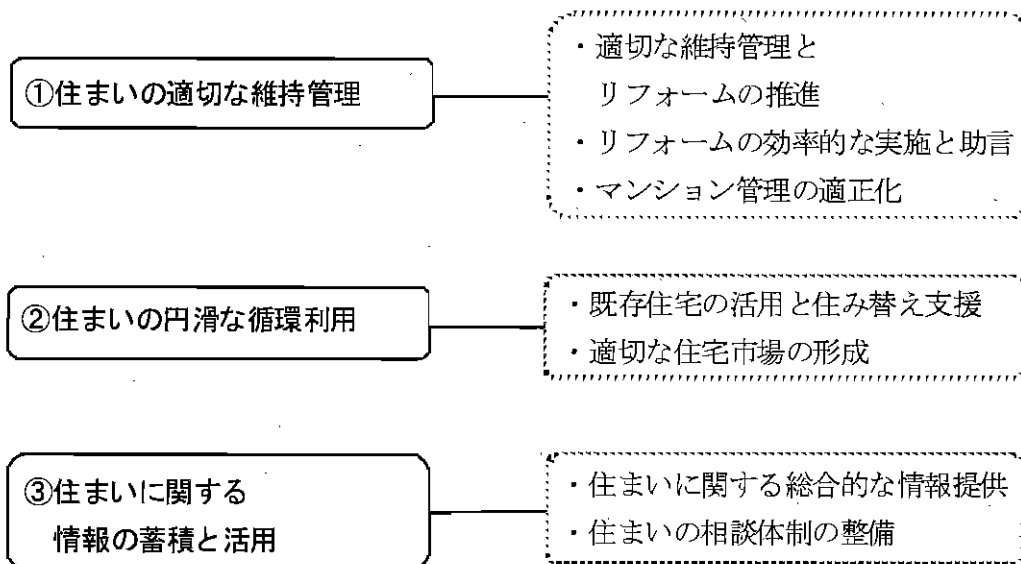 ①住まいの適切な維持管理
・適切な維持管理と
リフォームの推進
・リフォームの効率的な実施と助言
・マンション管理の適正化
②住まいの円滑な循環利用
・既存住宅の活用と住み替え支援
・適切な住宅市場の形成
③住まいに関する
情報の蓄積と活用
・住まいに関する総合的な情報提供
・住まいの相談体制の整備